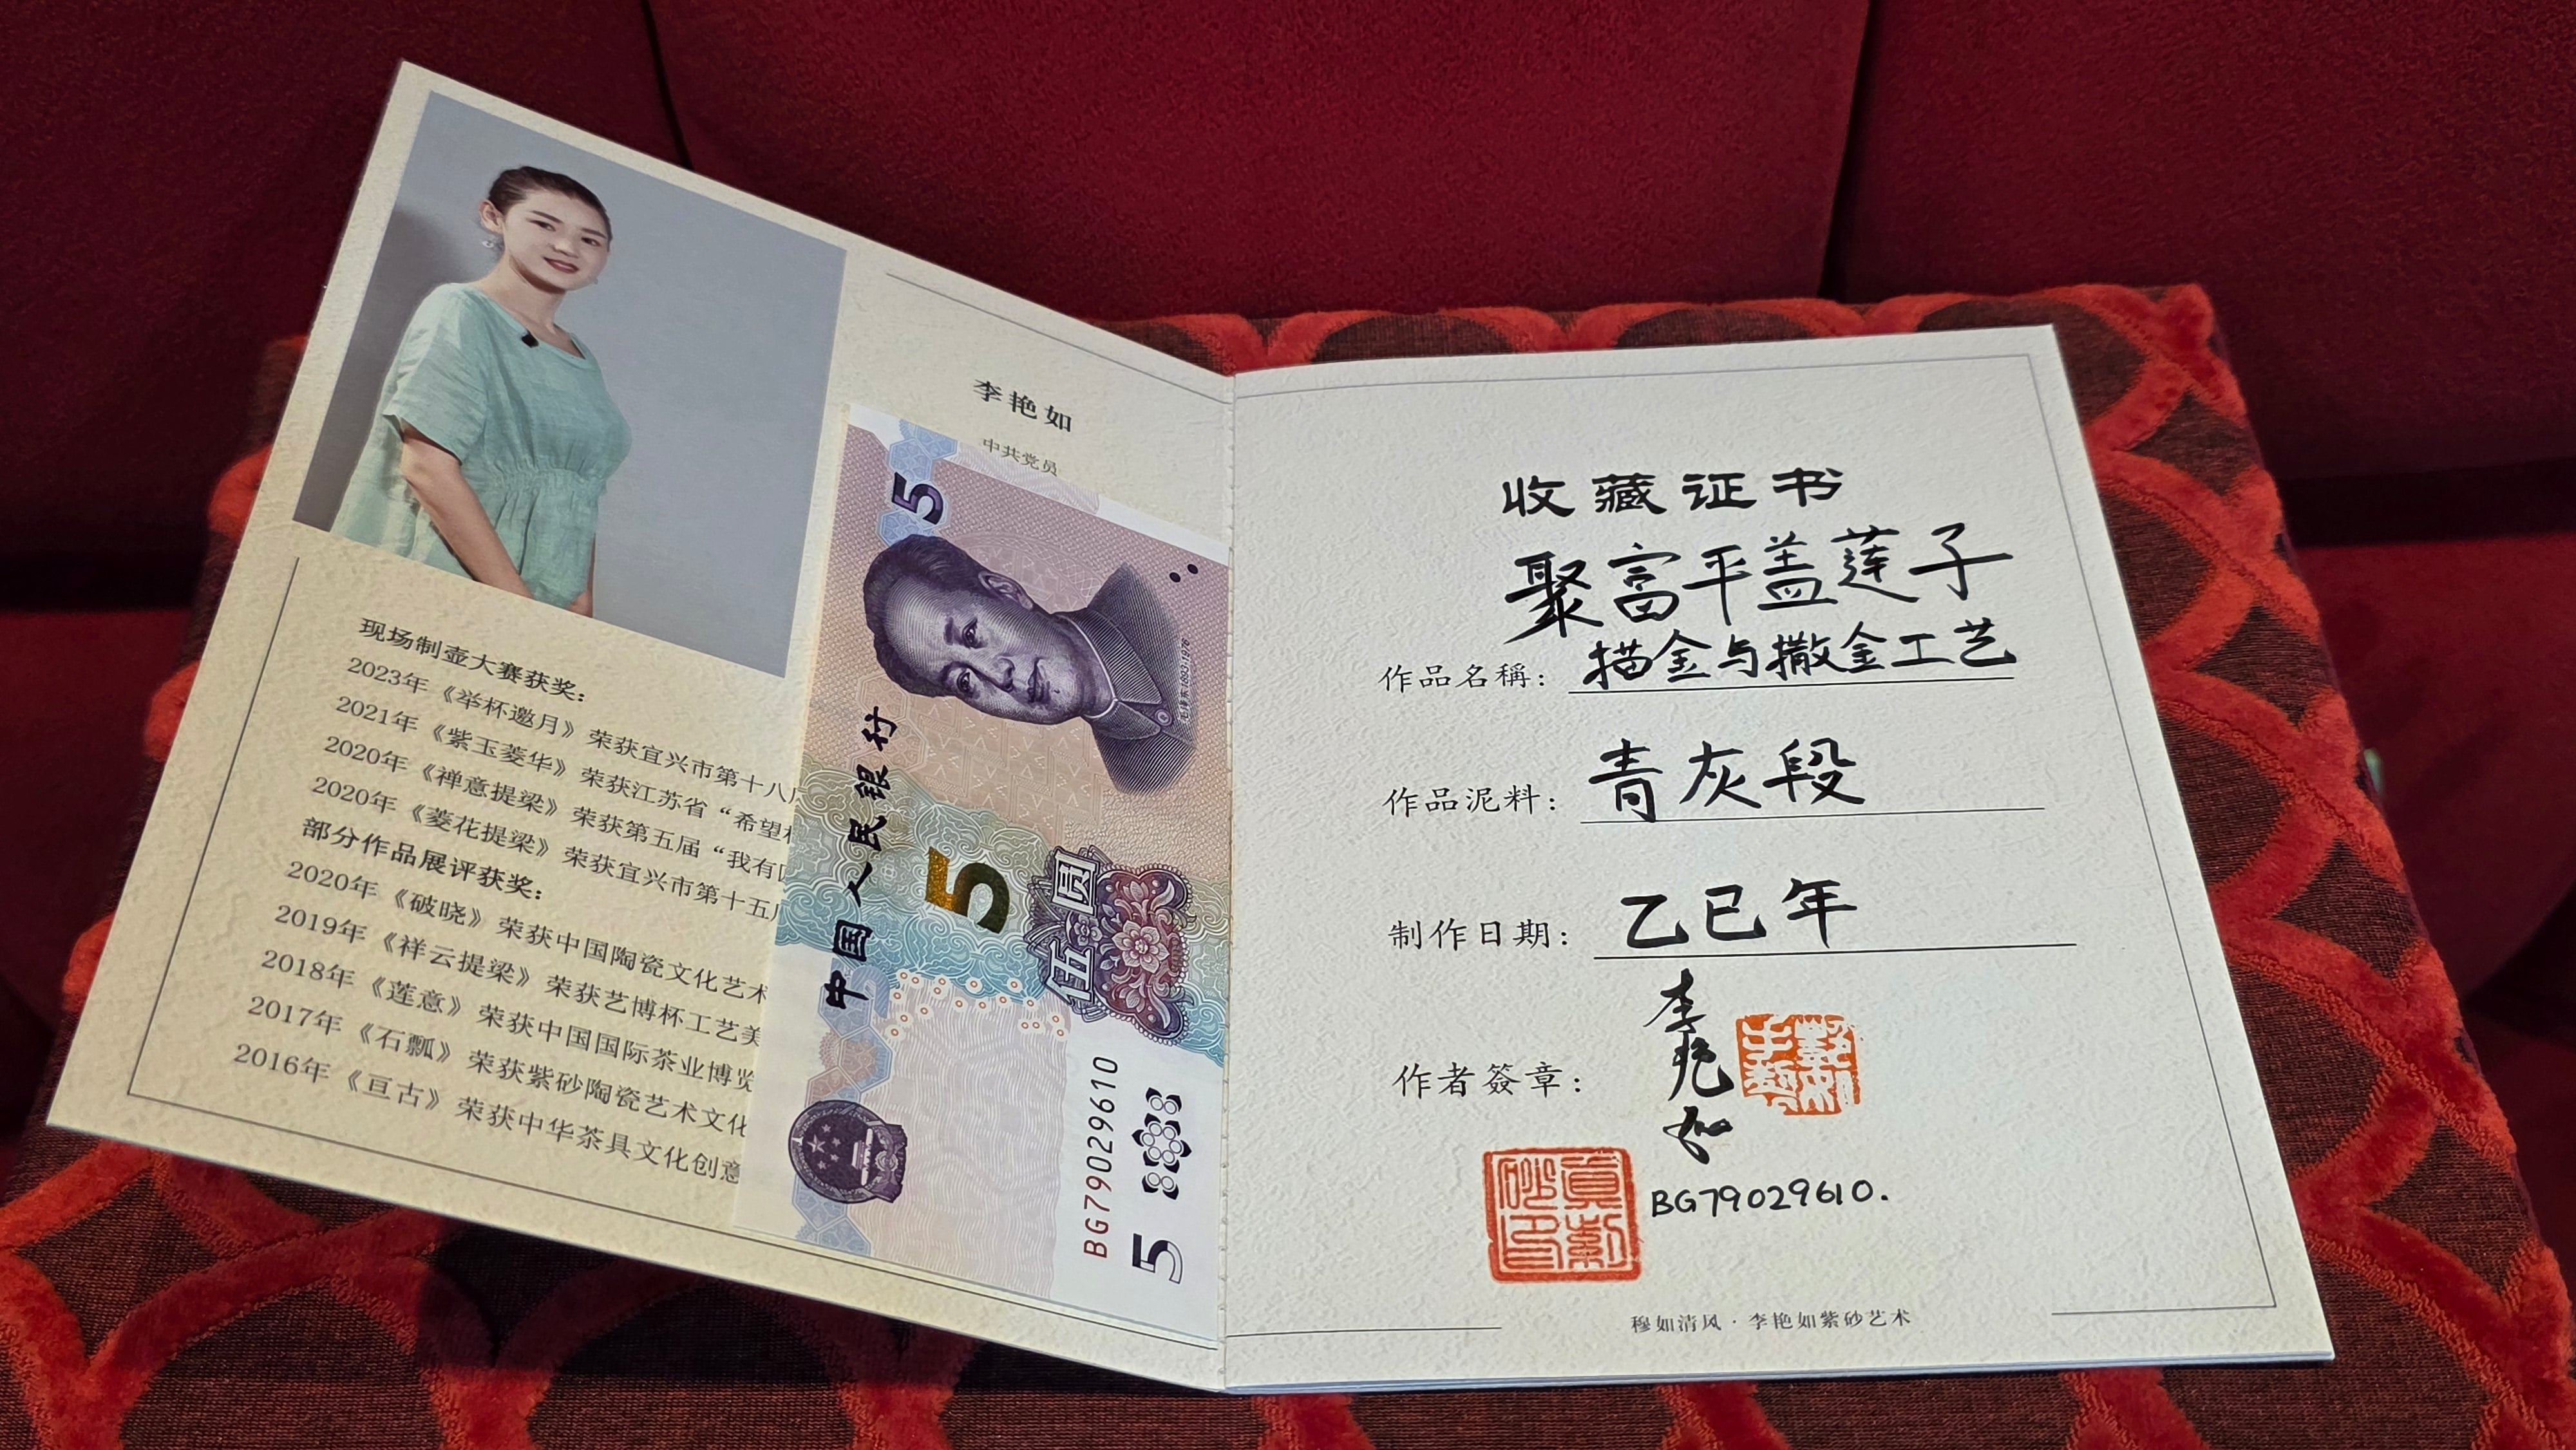 李艳如
中共党员
现场制壶大赛获奖：
2023年《举杯邀月》荣获宜兴市第十八
2021年《紫玉菱华》荣获江苏省“希望
2020年《禅意提梁》荣获第五届“我有
2020年《菱花提梁》荣获宜兴市第十五
部分作品展评获奖：
2020年《破晓》荣获中国陶瓷文化艺术
2019年《祥云提梁》荣获艺博杯工艺美
2018年《莲意》荣获中国国际茶业博览
2017年《石瓢》荣获紫砂陶瓷艺术文化
2016年《亘古》荣获中华茶具文化创意
中国人民银行
5
5
伍圆
毛泽东 1893-1976
BG79029610
5
收藏证书
聚富平盖莲子
作品名稱：描金与撒金工艺
作品泥料：青灰段
制作日期：乙巳年
作者簽章：李艳如
BG79029610.
穆如清风·李艳如紫砂艺术